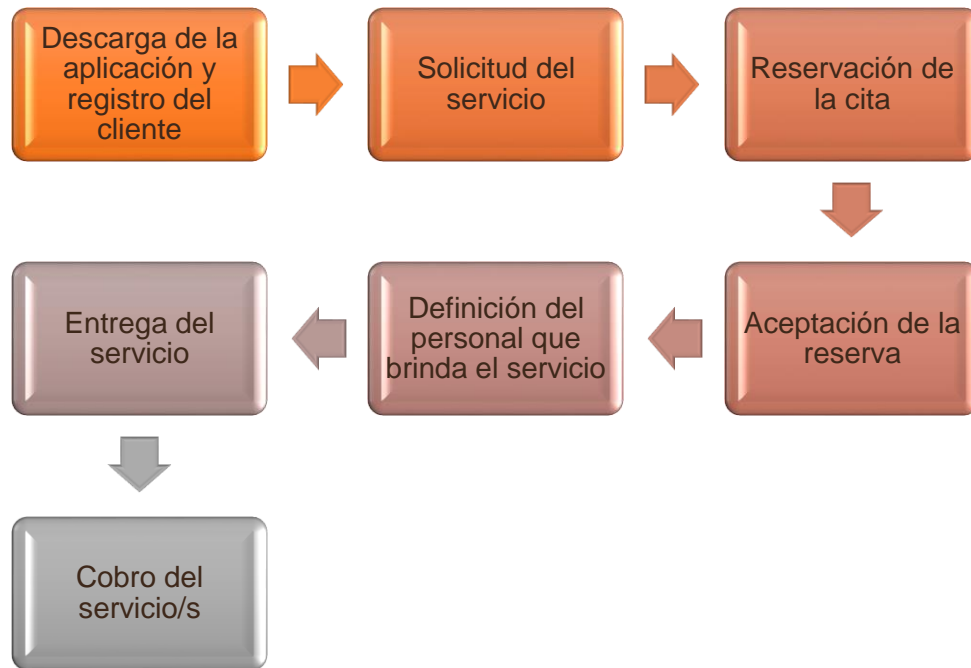 Descarga de la
aplicación y
registro del
cliente
Solicitud del
servicio
Reservación de
la cita
Aceptación de la
reserva
Definición del
personal que
brinda el servicio
Entrega del
servicio
Cobro del
servicio/s